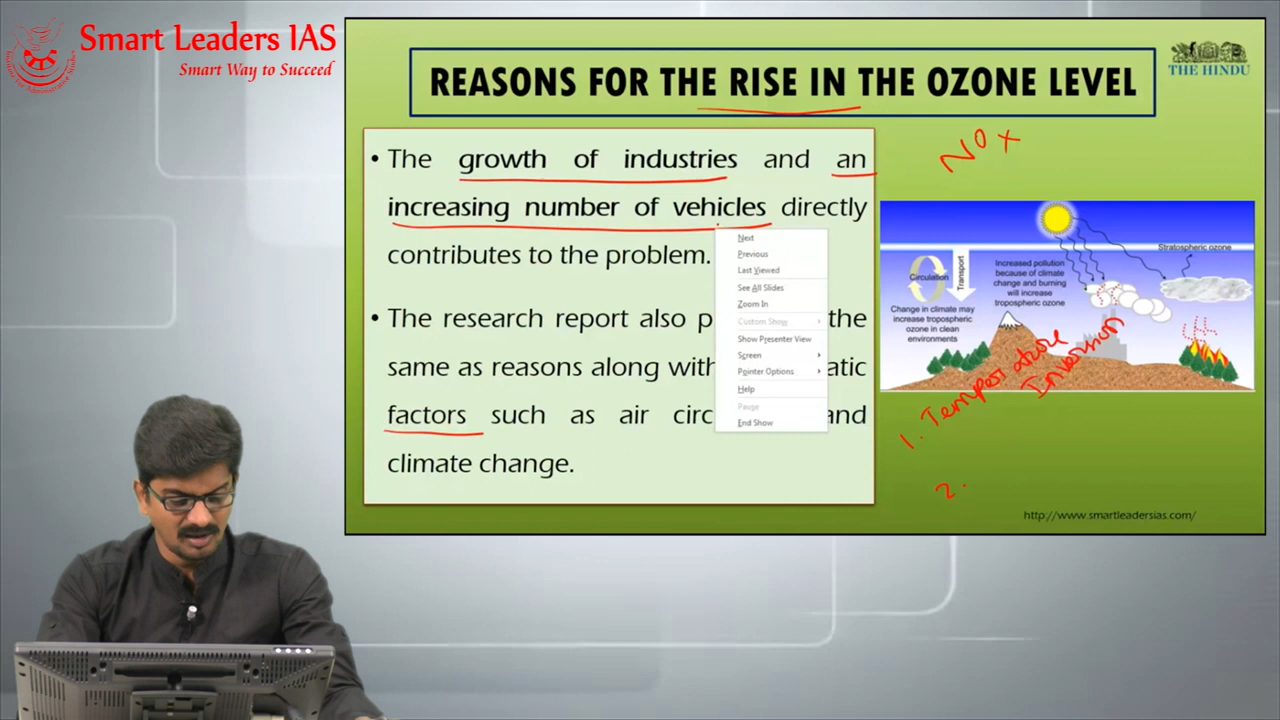 Smart Leaders IAS
Smart Way to Succeed
REASONS FOR THE RISE IN THE OZONE LEVEL
THE HINDU
• The growth of industries and an
increasing number of vehicles directly
contributes to the problem.
• The research report also p the
same as reasons along with atic
factors such as air circ and
climate change.
Next
Previous
Last Viewed
See All Slides
Zoom In
Custom Show
Show Presenter View
Screen
Pointer Options
Help
Pause
End Show
NOx
Stratospheric ozone
Circulation
Transport
Increased pollution
because of climate
change and burning
will increase
tropospheric ozone
Change in climate may
increase tropospheric
ozone in clean
environments
1. Temperature
Inversion
2.
http://www.smartleadersias.com/